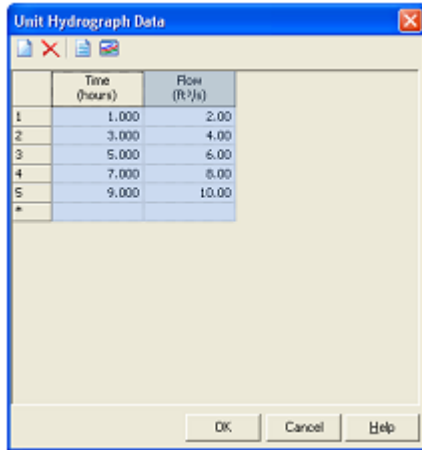 Unit Hydrograph Data
Time Flow
(hours) (ft³/s)
1 1.000 2.00
2 3.000 4.00
3 5.000 6.00
4 7.000 8.00
5 9.000 10.00
*
OK Cancel Help